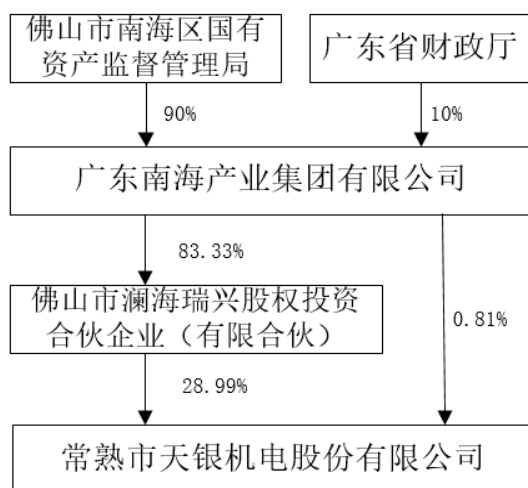 佛山市南海区国有
资产监督管理局
广东省财政厅
90%
10%
广东南海产业集团有限公司
83.33%
佛山市澜海瑞兴股权投资
合伙企业（有限合伙）
0.81%
28.99%
常熟市天银机电股份有限公司